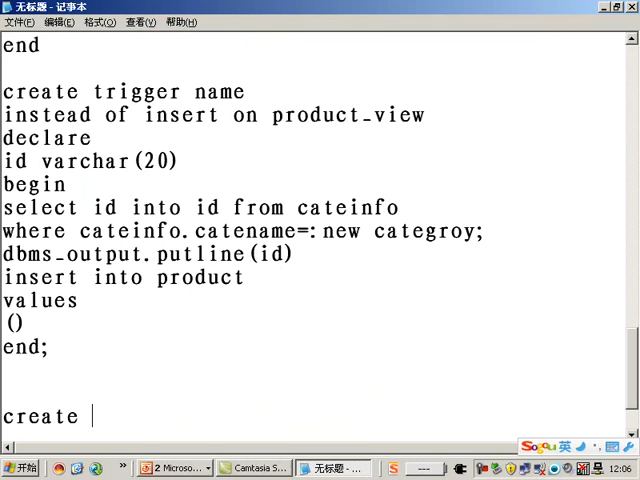 无标题 - 记事本
文件(F) 编辑(E) 格式(O) 查看(V) 帮助(H)
end
create trigger name
instead of insert on product_view
declare
id varchar(20)
begin
select id into id from cateinfo
where cateinfo.catename=:new categroy;
dbms_output.putline(id)
insert into product
values
()
end;
create
Sogou 英
开始 » 2 Microso... Camtasia S... 无标题 - ... S --- 12:06